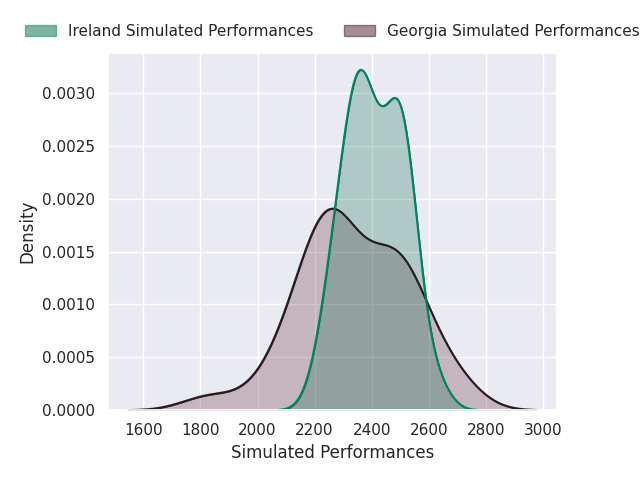 Ireland Simulated Performances Georgia Simulated Performances
0.0030
0.0025
0.0020
0.0015
0.0010
0.0005
0.0000
Density
1600 1800 2000 2200 2400 2600 2800 3000
Simulated Performances